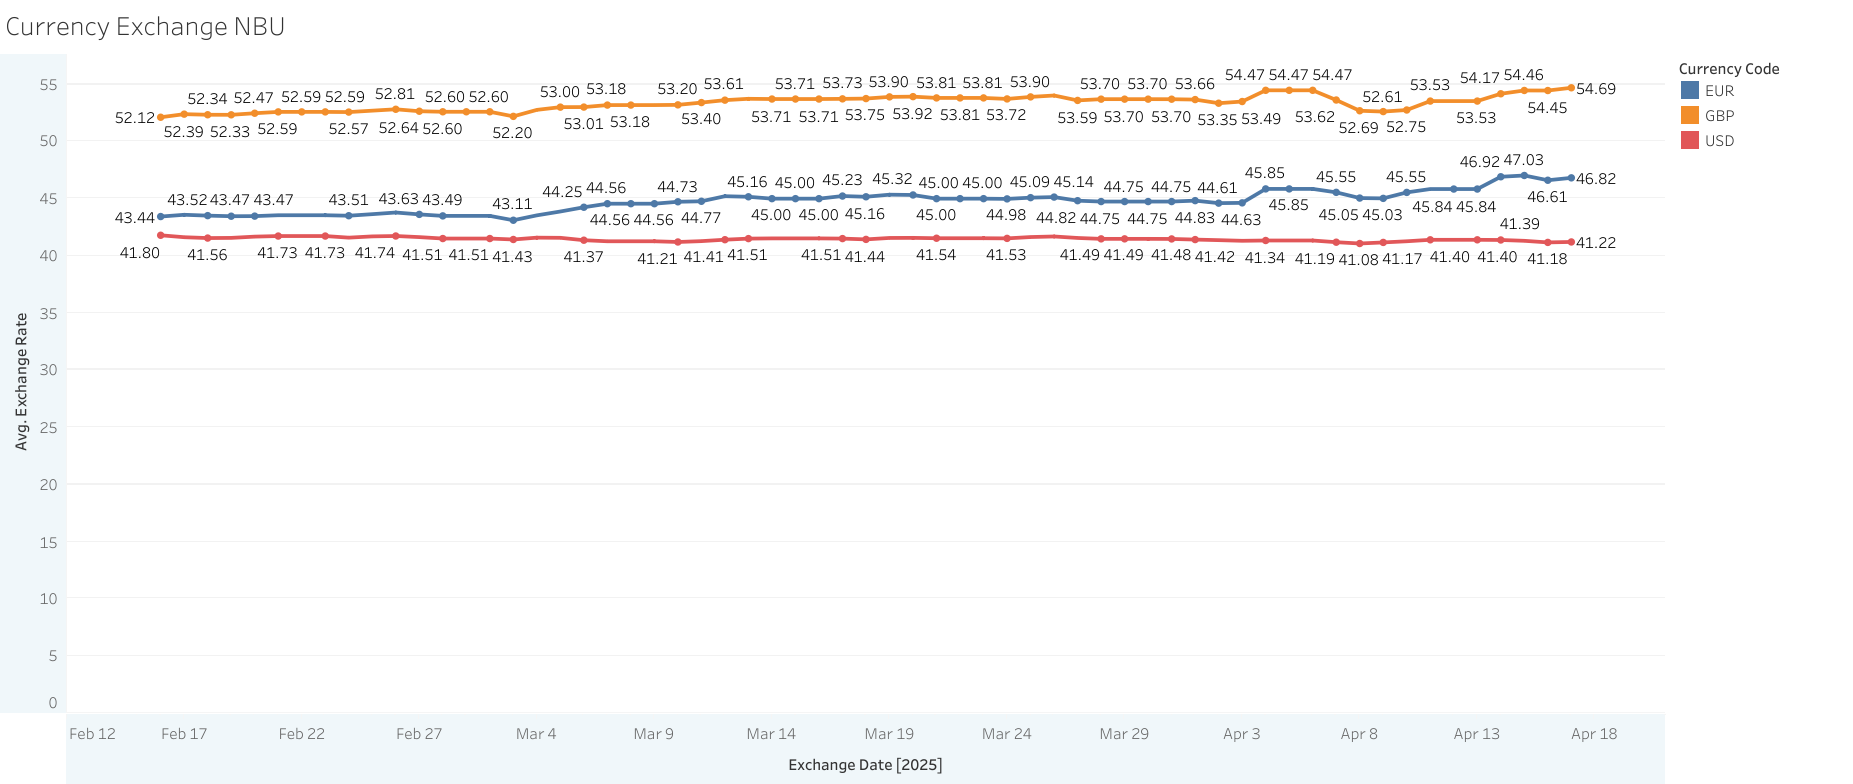 Currency Exchange NBU
Currency Code
EUR
GBP
USD
55
50
45
40
35
30
25
20
15
10
5
0
Avg. Exchange Rate
54.47 54.47 54.47
52.34 52.47 52.59 52.59 52.81 52.60 52.60 53.00 53.18 53.20 53.61 53.71 53.73 53.90 53.81 53.81 53.90 53.70 53.70 53.66 52.61 53.53 54.17 54.46 54.69
52.12 52.39 52.33 52.59 52.57 52.64 52.60 52.20 53.01 53.18 53.40 53.71 53.71 53.75 53.92 53.81 53.72 53.59 53.70 53.70 53.35 53.49 53.62 52.69 52.75 53.53 54.45
43.44 43.52 43.47 43.47 43.51 43.63 43.49 43.11 44.25 44.56 44.73 45.16 45.00 45.23 45.32 45.00 45.00 45.09 45.14 44.75 44.75 44.61 45.85 45.55 45.55 46.92 47.03 46.82
44.56 44.56 44.77 45.00 45.00 45.16 45.00 44.98 44.82 44.75 44.75 44.83 44.63 45.85 45.05 45.03 45.84 45.84 46.61
41.39
41.80 41.56 41.73 41.73 41.74 41.51 41.51 41.43 41.37 41.21 41.41 41.51 41.51 41.44 41.54 41.53 41.49 41.49 41.48 41.42 41.34 41.19 41.08 41.17 41.40 41.40 41.18 41.22
Feb 12 Feb 17 Feb 22 Feb 27 Mar 4 Mar 9 Mar 14 Mar 19 Mar 24 Mar 29 Apr 3 Apr 8 Apr 13 Apr 18
Exchange Date [2025]